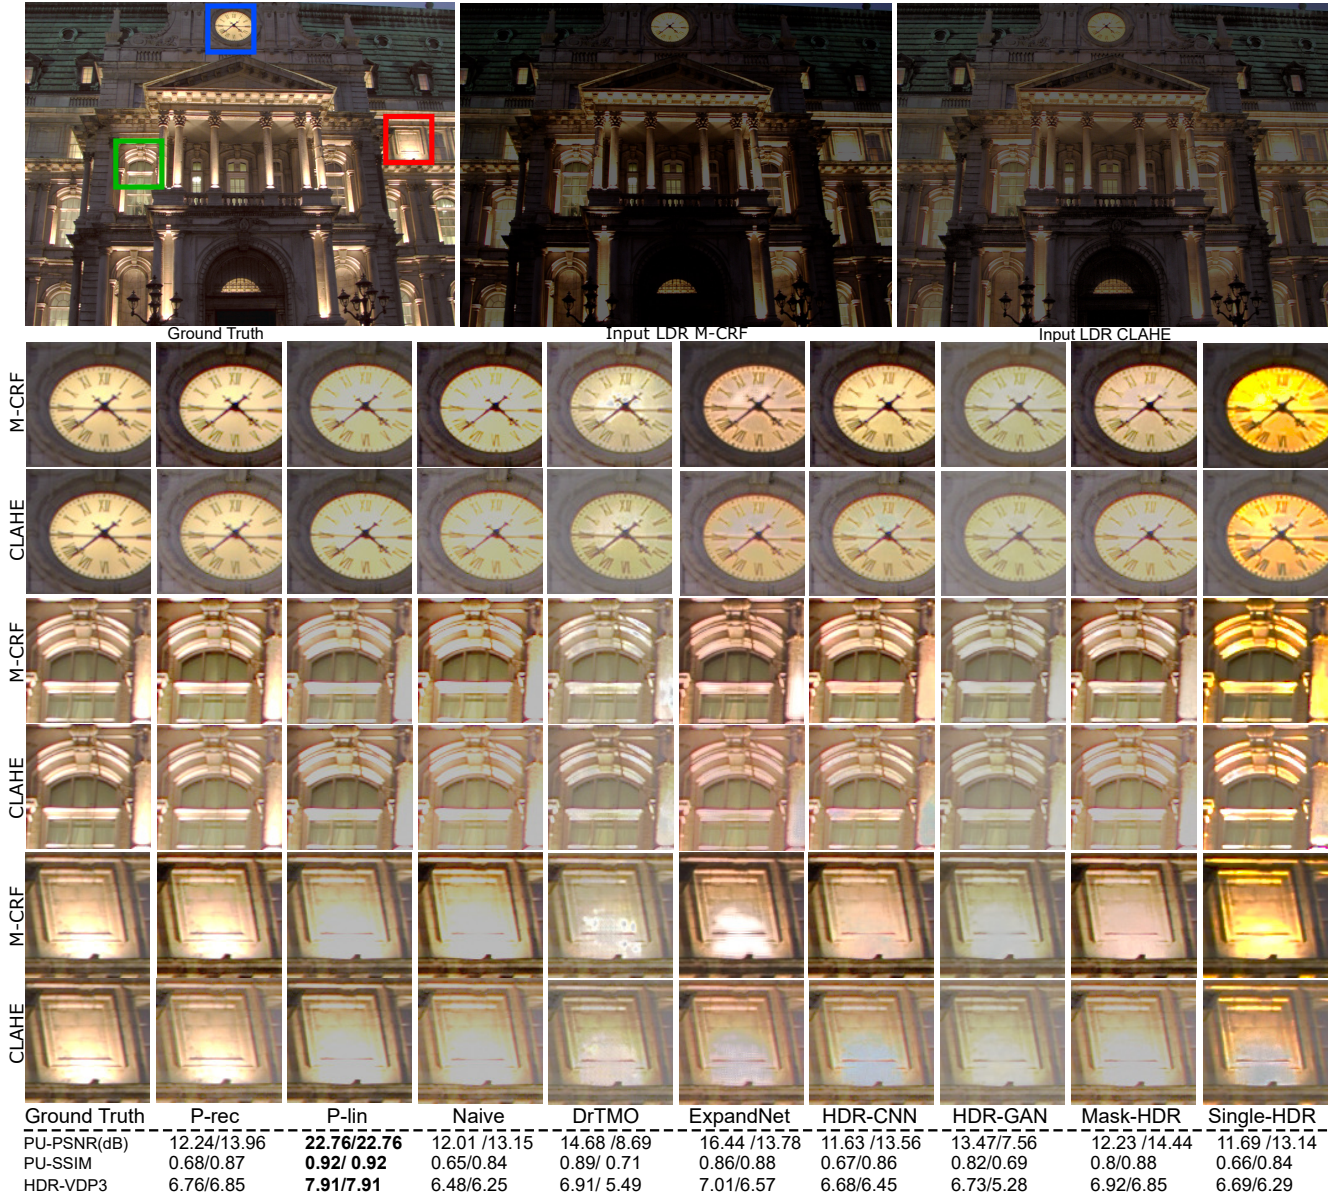 Ground Truth Input LDR M-CRF Input LDR CLAHE
M-CRF
CLAHE
M-CRF
CLAHE
M-CRF
CLAHE
Ground Truth P-rec P-lin Naive DrTMO ExpandNet HDR-CNN HDR-GAN Mask-HDR Single-HDR
PU-PSNR(dB) 12.24/13.96 22.76/22.76 12.01 /13.15 14.68 /8.69 16.44 /13.78 11.63 /13.56 13.47/7.56 12.23 /14.44 11.69 /13.14
PU-SSIM 0.68/0.87 0.92/ 0.92 0.65/0.84 0.89/ 0.71 0.86/0.88 0.67/0.86 0.82/0.69 0.8/0.88 0.66/0.84
HDR-VDP3 6.76/6.85 7.91/7.91 6.48/6.25 6.91/ 5.49 7.01/6.57 6.68/6.45 6.73/5.28 6.92/6.85 6.69/6.29